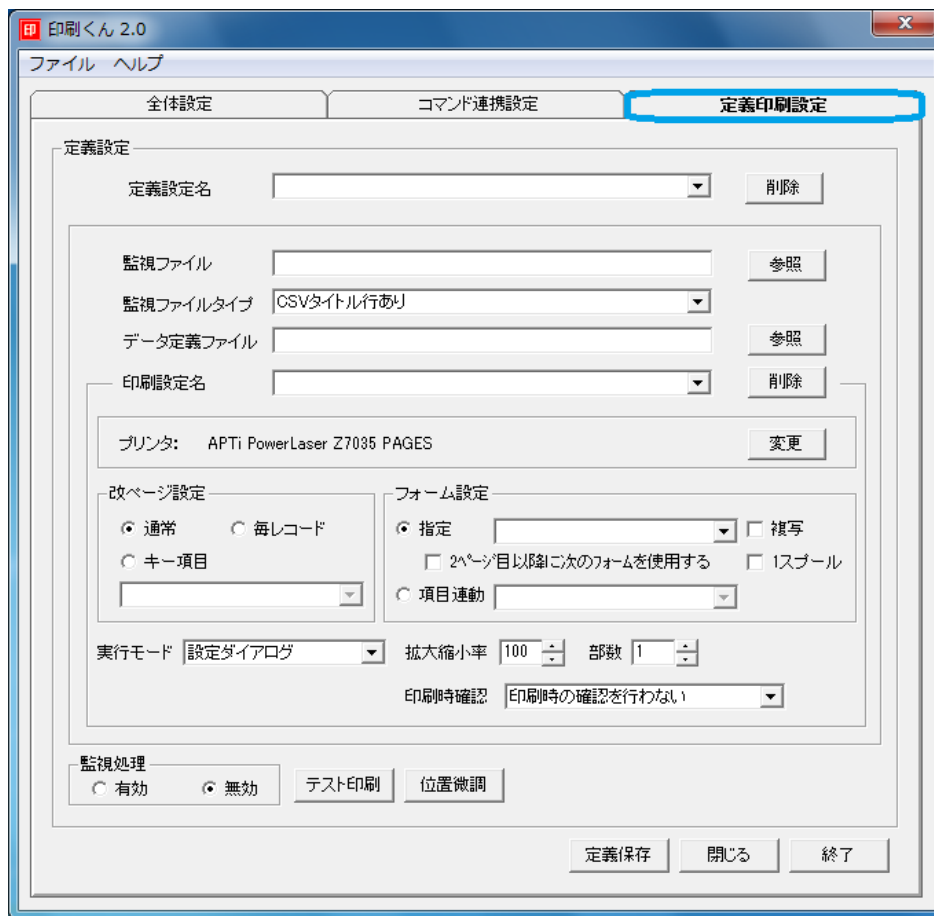 印 印刷くん 2.0
ファイル ヘルプ
全体設定 コマンド連携設定 定義印刷設定
定義設定
定義設定名 削除
監視ファイル 参照
監視ファイルタイプ CSVタイトル行あり
データ定義ファイル 参照
印刷設定名 削除
プリンタ: APTi PowerLaser Z7035 PAGES 変更
改ページ設定 フォーム設定
通常 毎レコード 指定 複写
キー項目 2ページ目以降に次のフォームを使用する 1スプール
項目連動
実行モード 設定ダイアログ 拡大縮小率 100 部数 1
印刷時確認 印刷時の確認を行わない
監視処理
有効 無効 テスト印刷 位置微調
定義保存 閉じる 終了